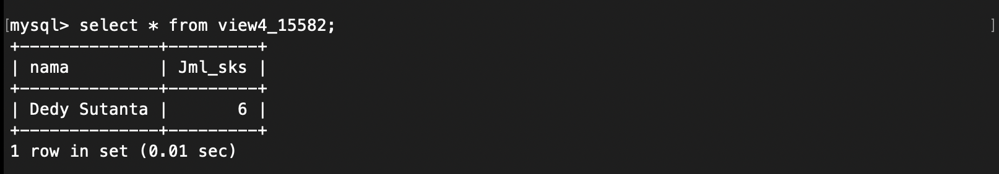 [mysql> select * from view4_15582; ]
+--------------+---------+
| nama         | Jml_sks |
+--------------+---------+
| Dedy Sutanta |       6 |
+--------------+---------+
1 row in set (0.01 sec)